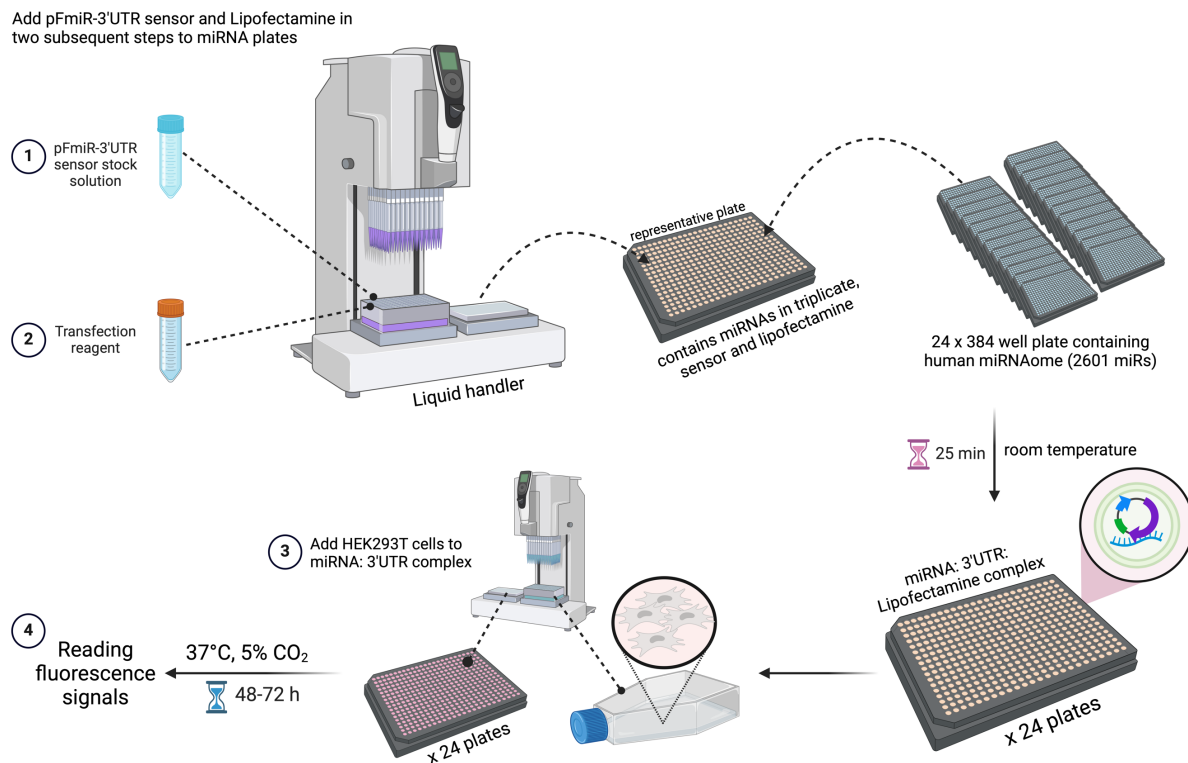 Add pFmiR-3'UTR sensor and Lipofectamine in
two subsequent steps to miRNA plates
1
pFmiR-3'UTR
sensor stock
solution
2
Transfection
reagent
Liquid handler
representative plate
contains miRNAs in triplicate,
sensor and lipofectamine
24 x 384 well plate containing
human miRNAome (2601 miRs)
25 min
room temperature
miRNA: 3'UTR:
Lipofectamine complex
x 24 plates
3
Add HEK293T cells to
miRNA: 3'UTR complex
x 24 plates
37°C, 5% CO₂
48-72 h
4
Reading
fluorescence
signals